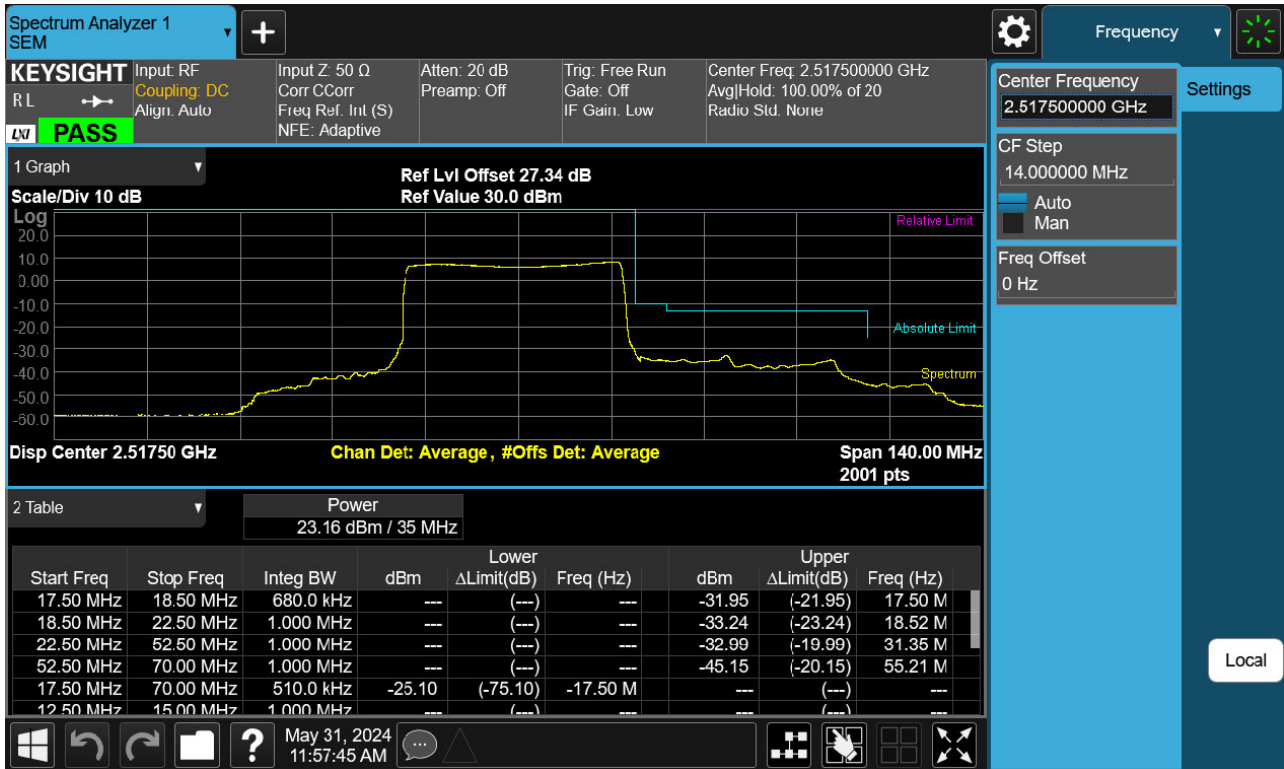 Spectrum Analyzer 1
SEM
Frequency
KEYSIGHT
R L
LXI PASS
Input: RF
Coupling: DC
Align: Auto
Input Z: 50 Ω
Corr CCorr
Freq Ref: Int (S)
NFE: Adaptive
Atten: 20 dB
Preamp: Off
Trig: Free Run
Gate: Off
IF Gain: Low
Center Freq: 2.517500000 GHz
Avg|Hold: 100.00% of 20
Radio Std: None
Center Frequency
2.517500000 GHz
Settings
CF Step
14.000000 MHz
Auto
Man
Freq Offset
0 Hz
1 Graph
Scale/Div 10 dB
Ref Lvl Offset 27.34 dB
Ref Value 30.0 dBm
Log
20.0
10.0
0.00
-10.0
-20.0
-30.0
-40.0
-50.0
-60.0
Relative Limit
Absolute Limit
Spectrum
Disp Center 2.51750 GHz
Chan Det: Average , #Offs Det: Average
Span 140.00 MHz
2001 pts
2 Table
Power
23.16 dBm / 35 MHz
Lower Upper
Start Freq Stop Freq Integ BW dBm ΔLimit(dB) Freq (Hz) dBm ΔLimit(dB) Freq (Hz)
17.50 MHz 18.50 MHz 680.0 kHz --- (---) --- -31.95 (-21.95) 17.50 M
18.50 MHz 22.50 MHz 1.000 MHz --- (---) --- -33.24 (-23.24) 18.52 M
22.50 MHz 52.50 MHz 1.000 MHz --- (---) --- -32.99 (-19.99) 31.35 M
52.50 MHz 70.00 MHz 1.000 MHz --- (---) --- -45.15 (-20.15) 55.21 M
17.50 MHz 70.00 MHz 510.0 kHz -25.10 (-75.10) -17.50 M --- (---) ---
12.50 MHz 15.00 MHz 1.000 MHz --- (---) --- --- (---) ---
Local
May 31, 2024
11:57:45 AM